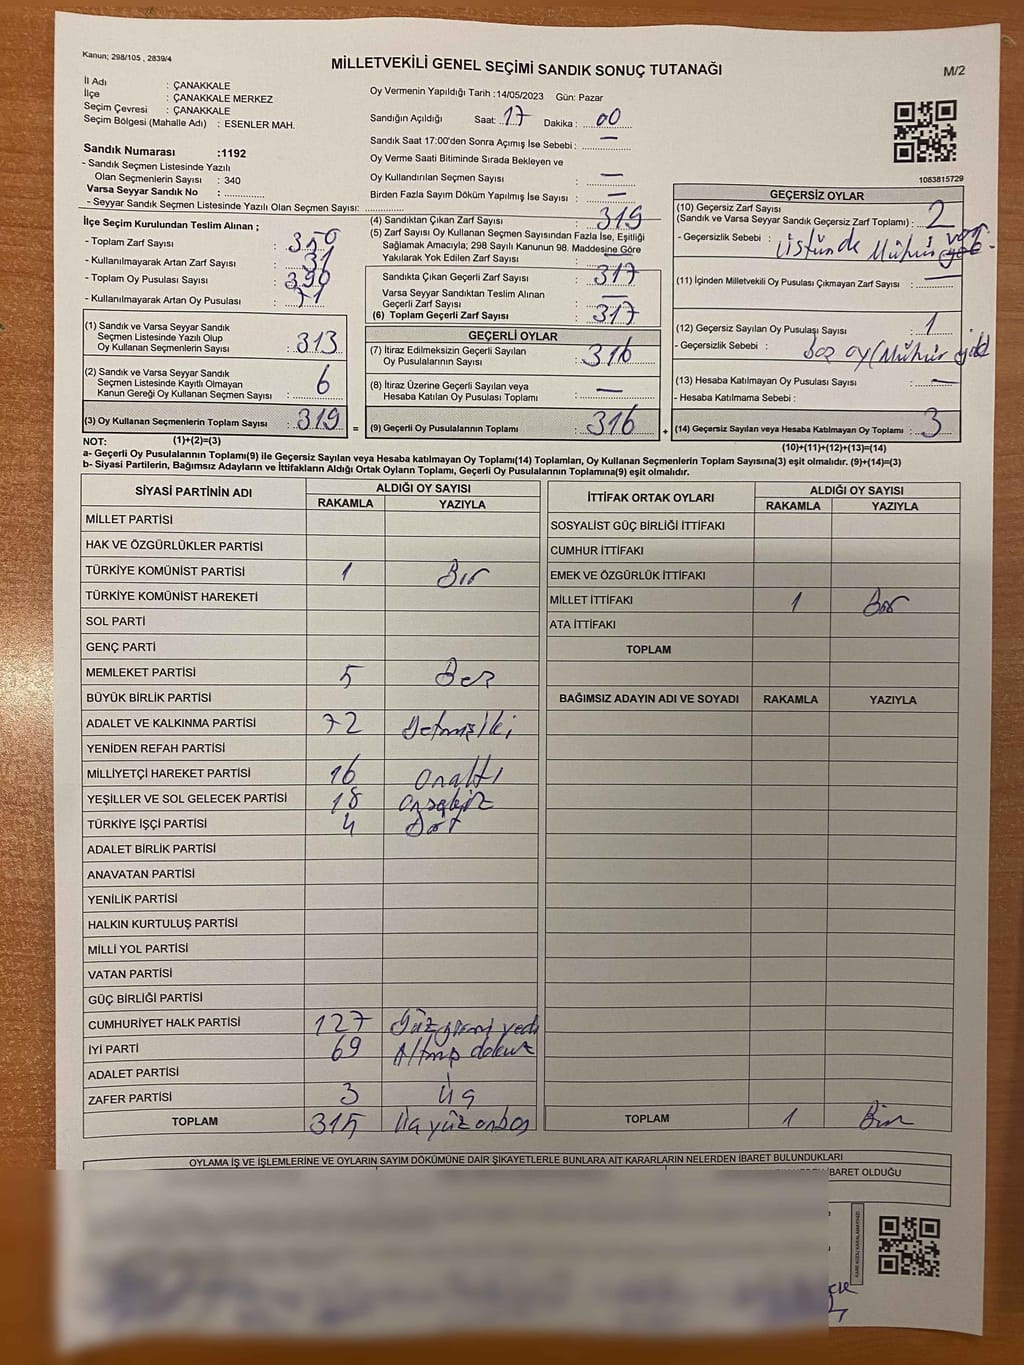 Kanun; 298/105 , 2839/4
MİLLETVEKİLİ GENEL SEÇİMİ SANDIK SONUÇ TUTANAĞI
M/2
İl Adı : ÇANAKKALE
İlçe : ÇANAKKALE MERKEZ
Seçim Çevresi : ÇANAKKALE
Seçim Bölgesi (Mahalle Adı) : ESENLER MAH.
Sandık Numarası :1192
- Sandık Seçmen Listesinde Yazılı
Olan Seçmenlerin Sayısı : 340
Varsa Seyyar Sandık No :
- Seyyar Sandık Seçmen Listesinde Yazılı Olan Seçmen Sayısı:
Oy Vermenin Yapıldığı Tarih :14/05/2023 Gün: Pazar
Sandığın Açıldığı Saat: 17 Dakika : 00
Sandık Saat 17:00'den Sonra Açımış İse Sebebi : —
Oy Verme Saati Bitiminde Sırada Bekleyen ve
Oy Kullandırılan Seçmen Sayısı : —
Birden Fazla Sayım Döküm Yapılmış İse Sayısı : —
1083815729
İlçe Seçim Kurulundan Teslim Alınan ;
- Toplam Zarf Sayısı : 350
- Kullanılmayarak Artan Zarf Sayısı : 31
- Toplam Oy Pusulası Sayısı : 390
- Kullanılmayarak Artan Oy Pusulası : 71
(1) Sandık ve Varsa Seyyar Sandık
Seçmen Listesinde Yazılı Olup
Oy Kullanan Seçmenlerin Sayısı : 313
(2) Sandık ve Varsa Seyyar Sandık
Seçmen Listesinde Kayıtlı Olmayan
Kanun Gereği Oy Kullanan Seçmen Sayısı : 6
(3) Oy Kullanan Seçmenlerin Toplam Sayısı : 319
(4) Sandıktan Çıkan Zarf Sayısı : 319
(5) Zarf Sayısı Oy Kullanan Seçmen Sayısından Fazla İse, Eşitliği
Sağlamak Amacıyla; 298 Sayılı Kanunun 98. Maddesine Göre
Yakılarak Yok Edilen Zarf Sayısı : —
Sandıkta Çıkan Geçerli Zarf Sayısı : 317
Varsa Seyyar Sandıktan Teslim Alınan
Geçerli Zarf Sayısı : —
(6) Toplam Geçerli Zarf Sayısı : 317
GEÇERLİ OYLAR
(7) İtiraz Edilmeksizin Geçerli Sayılan
Oy Pusulalarının Sayısı : 316
(8) İtiraz Üzerine Geçerli Sayılan veya
Hesaba Katılan Oy Pusulası Toplamı : —
= (9) Geçerli Oy Pusulalarının Toplamı : 316
GEÇERSİZ OYLAR
(10) Geçersiz Zarf Sayısı
(Sandık ve Varsa Seyyar Sandık Geçersiz Zarf Toplamı) : 2
- Geçersizlik Sebebi : Üstünde Mühür var
(11) İçinden Milletvekili Oy Pusulası Çıkmayan Zarf Sayısı : —
(12) Geçersiz Sayılan Oy Pusulası Sayısı : 1
- Geçersizlik Sebebi : Boş oy (Mühür
(13) Hesaba Katılmayan Oy Pusulası Sayısı : —
- Hesaba Katılmama Sebebi :
+ (14) Geçersiz Sayılan veya Hesaba Katılmayan Oy Toplamı : 3
NOT: (1)+(2)=(3)
(10)+(11)+(12)+(13)=(14)
a- Geçerli Oy Pusulalarının Toplamı(9) ile Geçersiz Sayılan veya Hesaba katılmayan Oy Toplamı(14) Toplamları, Oy Kullanan Seçmenlerin Toplam Sayısına(3) eşit olmalıdır. (9)+(14)=(3)
b- Siyasi Partilerin, Bağımsız Adayların ve İttifakların Aldığı Ortak Oyların Toplamı, Geçerli Oy Pusulalarının Toplamına(9) eşit olmalıdır.
SİYASİ PARTİNİN ADI ALDIĞI OY SAYISI
RAKAMLA YAZIYLA
MİLLET PARTİSİ
HAK VE ÖZGÜRLÜKLER PARTİSİ
TÜRKİYE KOMÜNİST PARTİSİ 1 Bir
TÜRKİYE KOMÜNİST HAREKETİ
SOL PARTİ
GENÇ PARTİ
MEMLEKET PARTİSİ 5 Beş
BÜYÜK BİRLİK PARTİSİ
ADALET VE KALKINMA PARTİSİ 72 Yetmişiki
YENİDEN REFAH PARTİSİ
MİLLİYETÇİ HAREKET PARTİSİ 16 onaltı
YEŞİLLER VE SOL GELECEK PARTİSİ 18 onsekiz
TÜRKİYE İŞÇİ PARTİSİ 4 Dört
ADALET BİRLİK PARTİSİ
ANAVATAN PARTİSİ
YENİLİK PARTİSİ
HALKIN KURTULUŞ PARTİSİ
MİLLİ YOL PARTİSİ
VATAN PARTİSİ
GÜÇ BİRLİĞİ PARTİSİ
CUMHURİYET HALK PARTİSİ 127 Yüz yirmi yedi
İYİ PARTİ 69 Altmış dokuz
ADALET PARTİSİ
ZAFER PARTİSİ 3 Üç
TOPLAM 315 Üçyüz onbeş
İTTİFAK ORTAK OYLARI ALDIĞI OY SAYISI
RAKAMLA YAZIYLA
SOSYALİST GÜÇ BİRLİĞİ İTTİFAKI
CUMHUR İTTİFAKI
EMEK VE ÖZGÜRLÜK İTTİFAKI
MİLLET İTTİFAKI 1 Bir
ATA İTTİFAKI
TOPLAM
BAĞIMSIZ ADAYIN ADI VE SOYADI RAKAMLA YAZIYLA
TOPLAM 1 Bir
OYLAMA İŞ VE İŞLEMLERİNE VE OYLARIN SAYIM DÖKÜMÜNE DAİR ŞİKAYETLERLE BUNLARA AİT KARARLARIN NELERDEN İBARET BULUNDUKLARI
İBARET OLDUĞU